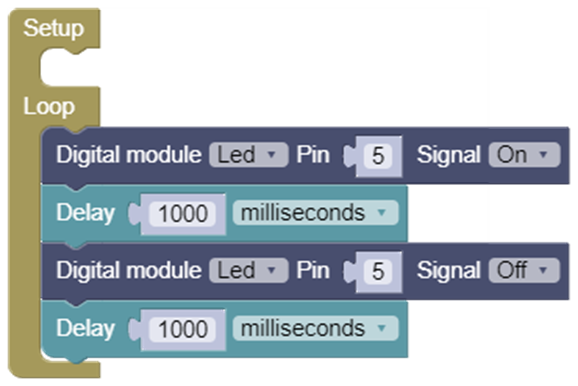 Setup
Loop
Digital module Led Pin 5 Signal On
Delay 1000 milliseconds
Digital module Led Pin 5 Signal Off
Delay 1000 milliseconds